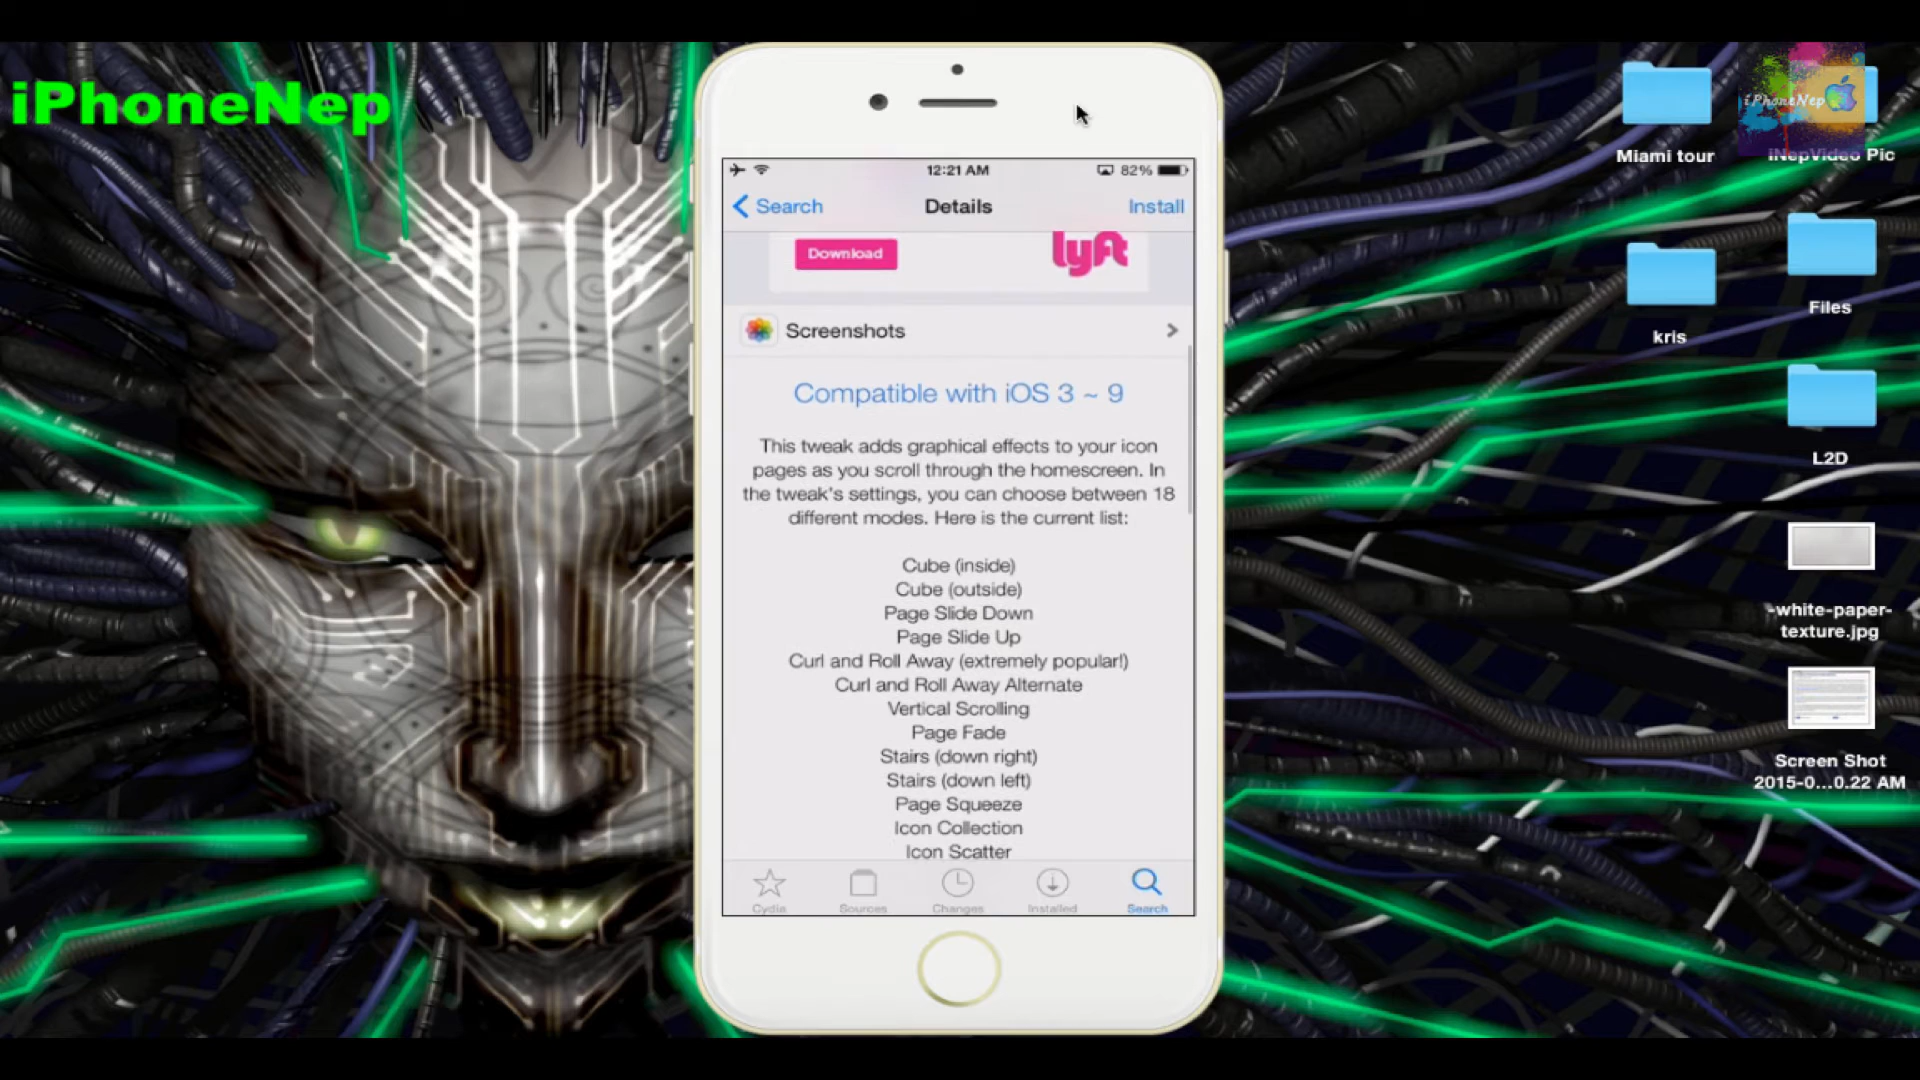 iPhoneNep
12:21 AM
82%
Search
Details
Install
Download
lyft
Screenshots
Compatible with iOS 3 ~ 9
This tweak adds graphical effects to your icon
pages as you scroll through the homescreen. In
the tweak's settings, you can choose between 18
different modes. Here is the current list:
Cube (inside)
Cube (outside)
Page Slide Down
Page Slide Up
Curl and Roll Away (extremely popular!)
Curl and Roll Away Alternate
Vertical Scrolling
Page Fade
Stairs (down right)
Stairs (down left)
Page Squeeze
Icon Collection
Icon Scatter
Cydia
Sources
Changes
Installed
Search
iPhoneNep
Miami tour
iNepVideo Pic
kris
Files
L2D
-white-paper-
texture.jpg
Screen Shot
2015-0...0.22 AM